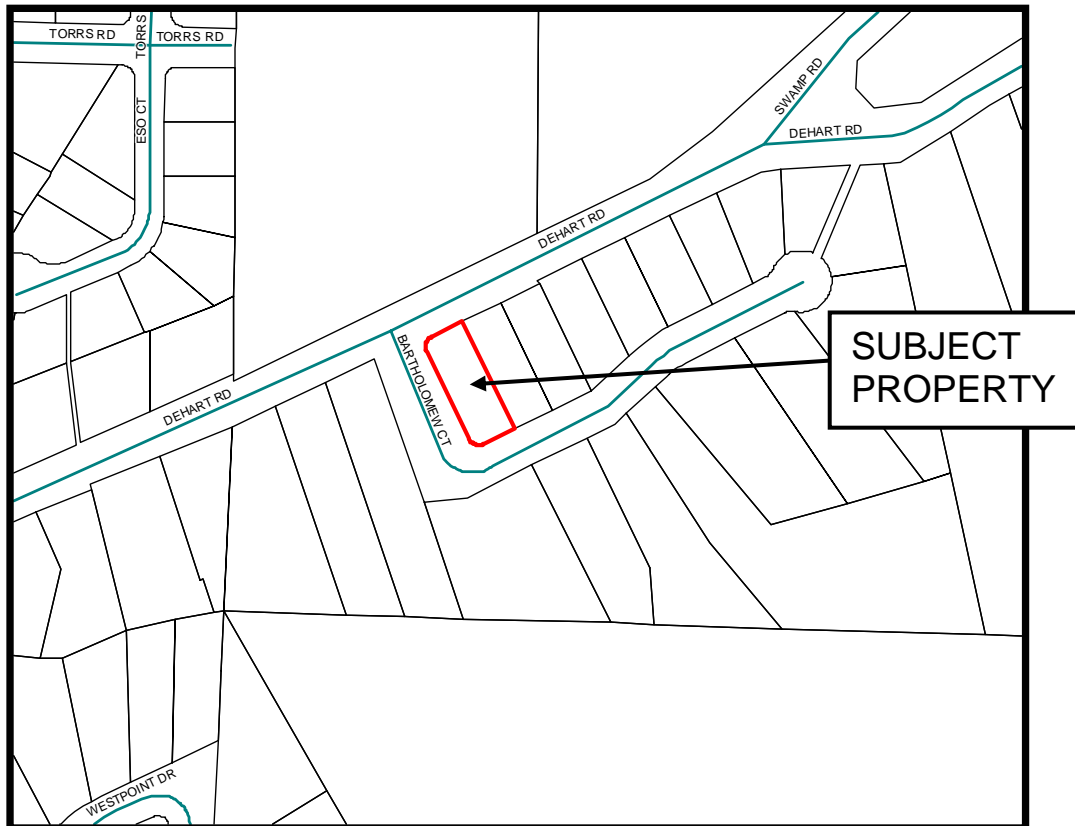 TORRS RD
TORRS RD
TORRS
ESO CT
SWAMP RD
DEHART RD
DEHART RD
BARTHOLOMEW CT
SUBJECT
PROPERTY
DEHART RD
WESTPOINT DR